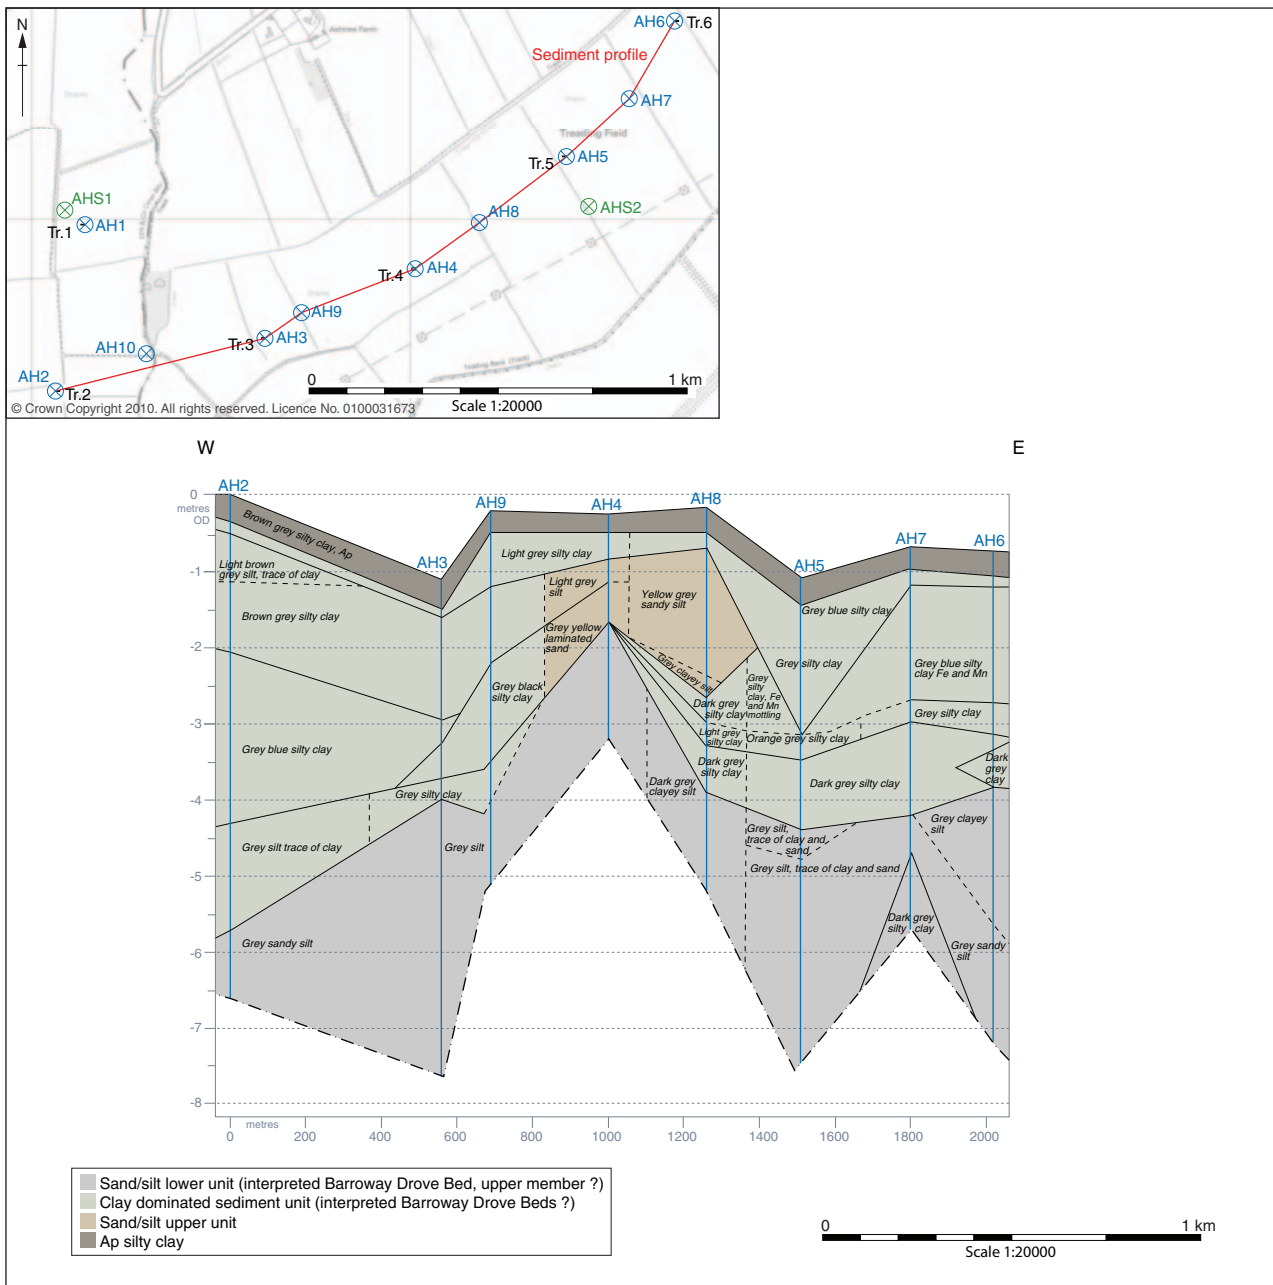 N
AH6
Tr.6
Sediment profile
Ashtree Farm
AH7
Treading Field
Tr.5
AH5
AHS1
AHS2
Tr.1
AH1
AH8
Tr.4
AH4
AH9
Tr.3
AH3
AH10
AH2
Tr.2
0
1 km
Scale 1:20000
© Crown Copyright 2010. All rights reserved. Licence No. 0100031673
W
E
0
metres
OD
-1
-2
-3
-4
-5
-6
-7
-8
AH2
AH3
AH9
AH4
AH8
AH5
AH7
AH6
Brown grey silty clay, Ap
Light brown
grey silt, trace of clay
Brown grey silty clay
Grey blue silty clay
Grey silt trace of clay
Grey sandy silt
Grey silty clay
Grey silt
Light grey silty clay
Light grey
silt
Grey yellow
laminated
sand
Grey black
silty clay
Yellow grey
sandy silt
Grey clayey silt
Dark grey
silty clay
Light grey
silty clay
Dark grey
silty clay
Dark grey
clayey silt
Grey
silty
clay, Fe
and Mn
mottling
Grey blue silty clay
Grey silty clay
Orange grey silty clay
Dark grey silty clay
Grey silt,
trace of clay and
sand
Grey silt, trace of clay and sand
Grey blue silty
clay Fe and Mn
Grey silty clay
Dark
grey
clay
Grey clayey
silt
Dark grey
silty clay
Grey sandy
silt
metres
0 200 400 600 800 1000 1200 1400 1600 1800 2000
Sand/silt lower unit (interpreted Barroway Drove Bed, upper member ?)
Clay dominated sediment unit (interpreted Barroway Drove Beds ?)
Sand/silt upper unit
Ap silty clay
0
1 km
Scale 1:20000